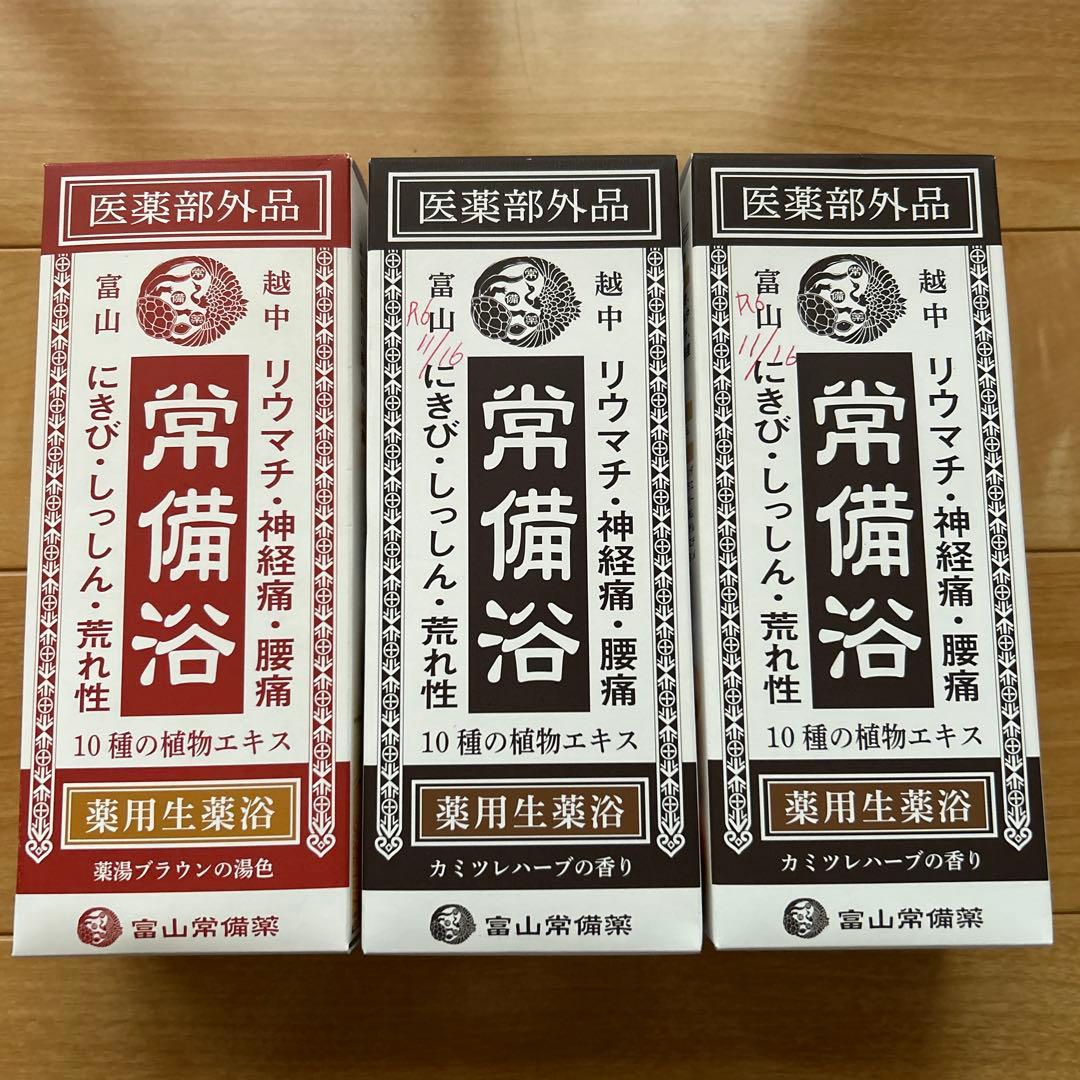 医薬部外品
越中
富山
常備薬
リウマチ・神経痛・腰痛
にきび・しっしん・荒れ性
常備浴
10種の植物エキス
薬用生薬浴
薬湯ブラウンの湯色
富山常備薬
医薬部外品
越中
富山
常備薬
R6
11/16
リウマチ・神経痛・腰痛
にきび・しっしん・荒れ性
常備浴
10種の植物エキス
薬用生薬浴
カミツレハーブの香り
富山常備薬
医薬部外品
越中
富山
常備薬
R6
11/16
リウマチ・神経痛・腰痛
にきび・しっしん・荒れ性
常備浴
10種の植物エキス
薬用生薬浴
カミツレハーブの香り
富山常備薬